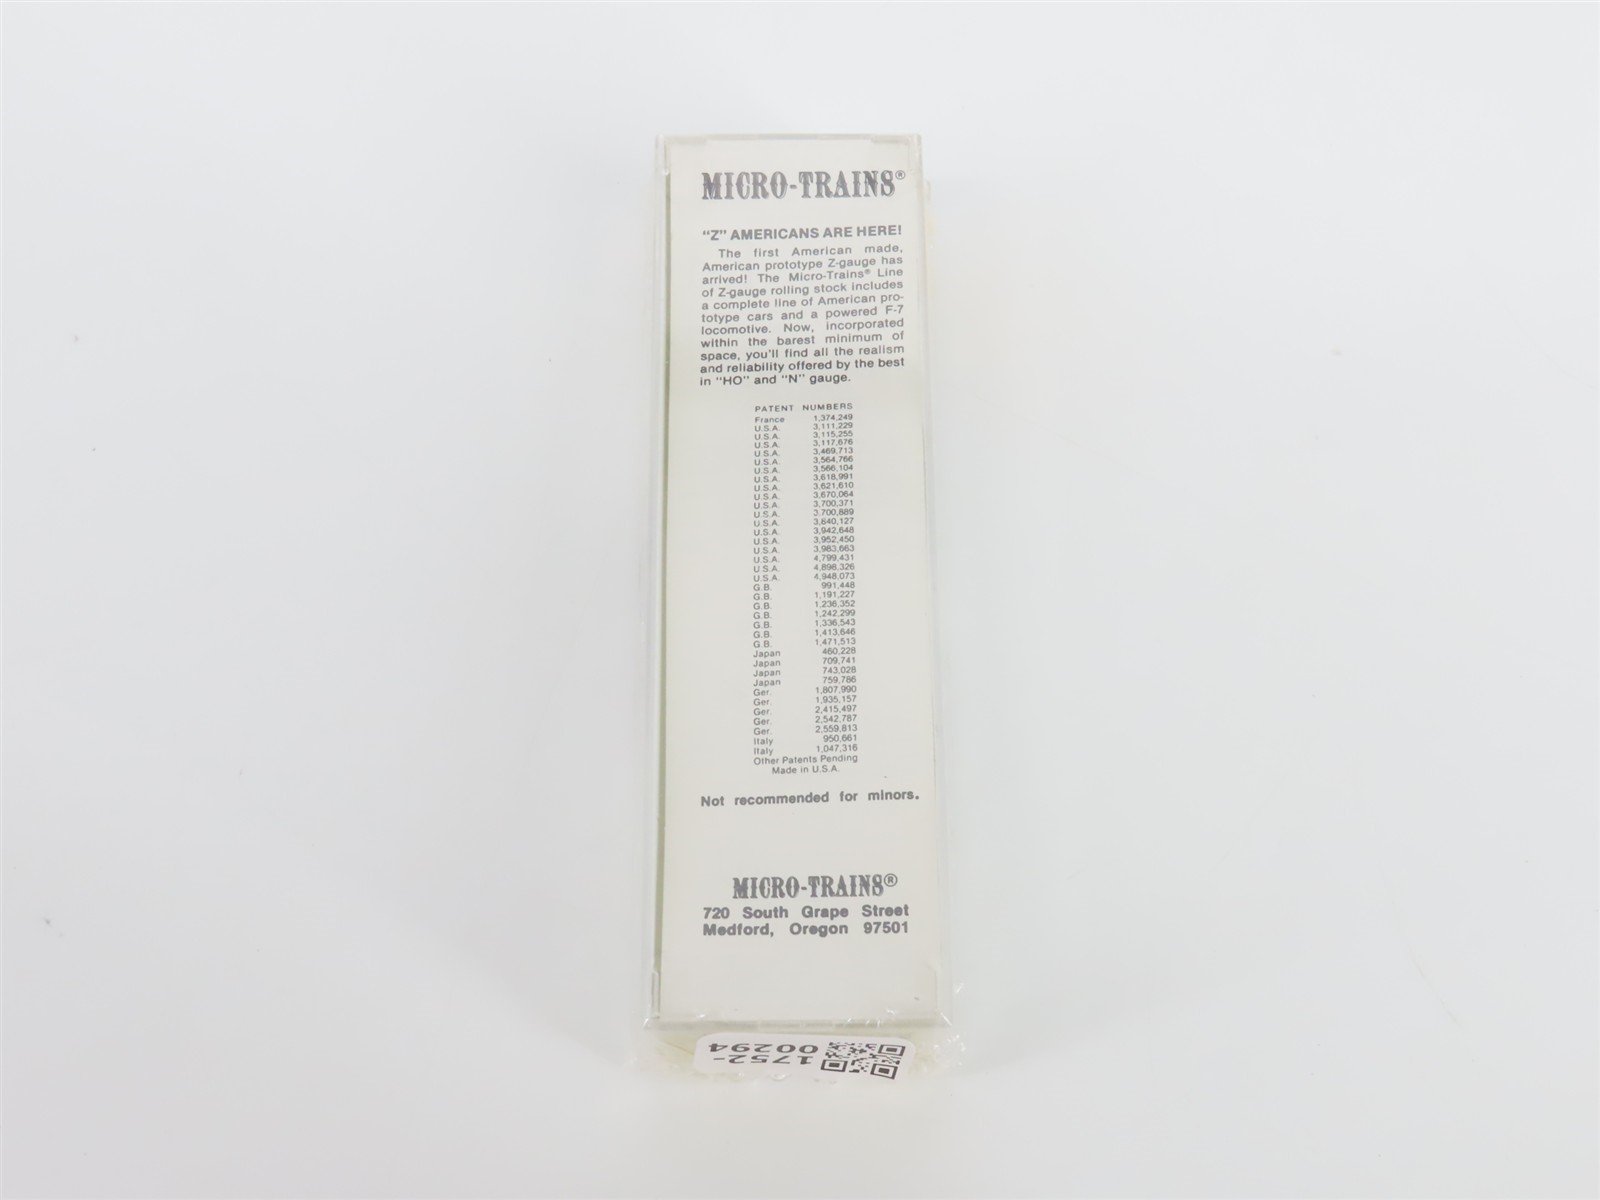 MICRO-TRAINS®
"Z" AMERICANS ARE HERE!
The first American made,
American prototype Z-gauge has
arrived! The Micro-Trains® Line
of Z-gauge rolling stock includes
a complete line of American pro-
totype cars and a powered F-7
locomotive. Now, incorporated
within the barest minimum of
space, you'll find all the realism
and reliability offered by the best
in "HO" and "N" gauge.
PATENT NUMBERS
France 1,374,249
U.S.A. 3,111,229
U.S.A. 3,115,255
U.S.A. 3,117,676
U.S.A. 3,469,713
U.S.A. 3,564,766
U.S.A. 3,566,104
U.S.A. 3,618,991
U.S.A. 3,621,610
U.S.A. 3,670,064
U.S.A. 3,700,371
U.S.A. 3,700,889
U.S.A. 3,840,127
U.S.A. 3,942,648
U.S.A. 3,952,450
U.S.A. 3,983,663
U.S.A. 4,799,431
U.S.A. 4,898,326
U.S.A. 4,948,073
G.B. 991,448
G.B. 1,191,227
G.B. 1,236,352
G.B. 1,242,299
G.B. 1,336,543
G.B. 1,413,646
G.B. 1,471,513
Japan 460,228
Japan 709,741
Japan 743,028
Japan 759,786
Ger. 1,807,990
Ger. 1,935,157
Ger. 2,415,497
Ger. 2,542,787
Ger. 2,559,813
Italy 950,661
Italy 1,047,316
Other Patents Pending
Made in U.S.A.
Not recommended for minors.
MICRO-TRAINS®
720 South Grape Street
Medford, Oregon 97501
1752-
00294